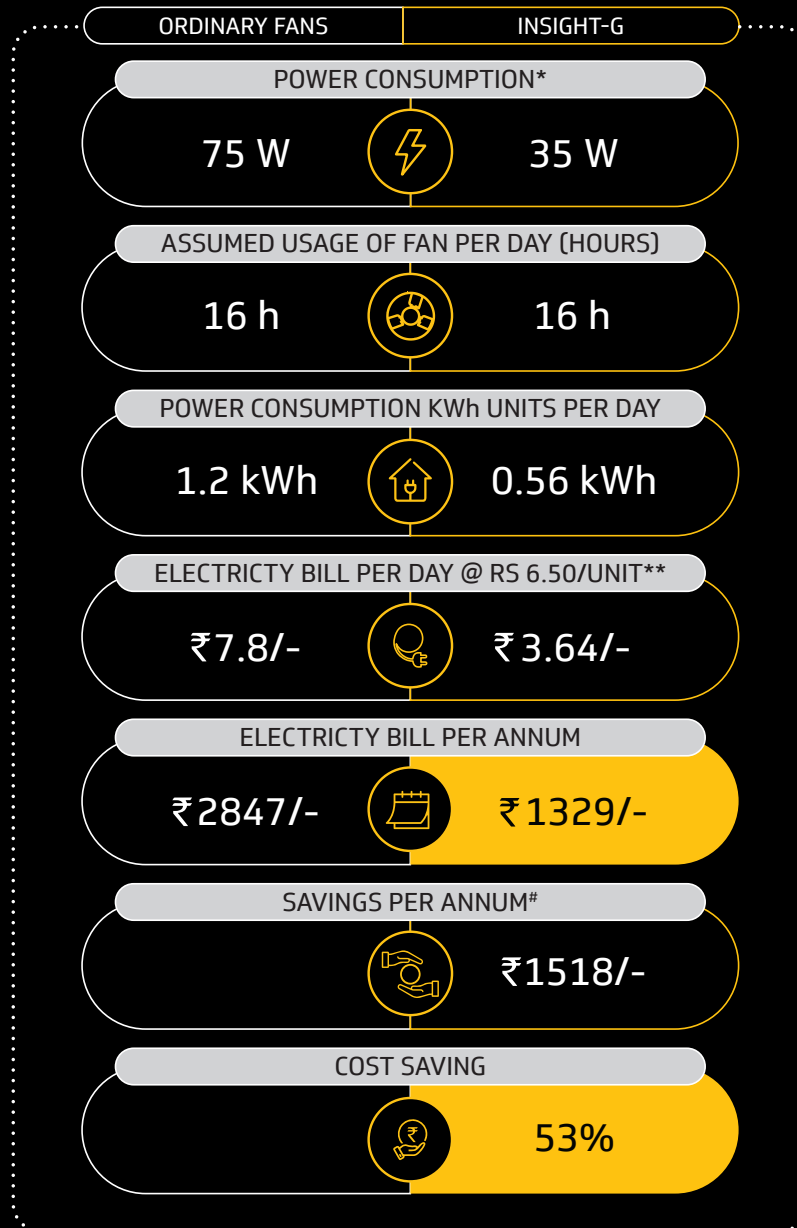 ORDINARY FANS INSIGHT-G
POWER CONSUMPTION*
75 W 35 W
ASSUMED USAGE OF FAN PER DAY (HOURS)
16 h 16 h
POWER CONSUMPTION KWh UNITS PER DAY
1.2 kWh 0.56 kWh
ELECTRICTY BILL PER DAY @ RS 6.50/UNIT**
₹7.8/- ₹3.64/-
ELECTRICTY BILL PER ANNUM
₹2847/- ₹1329/-
SAVINGS PER ANNUM#
₹1518/-
COST SAVING
₹
53%